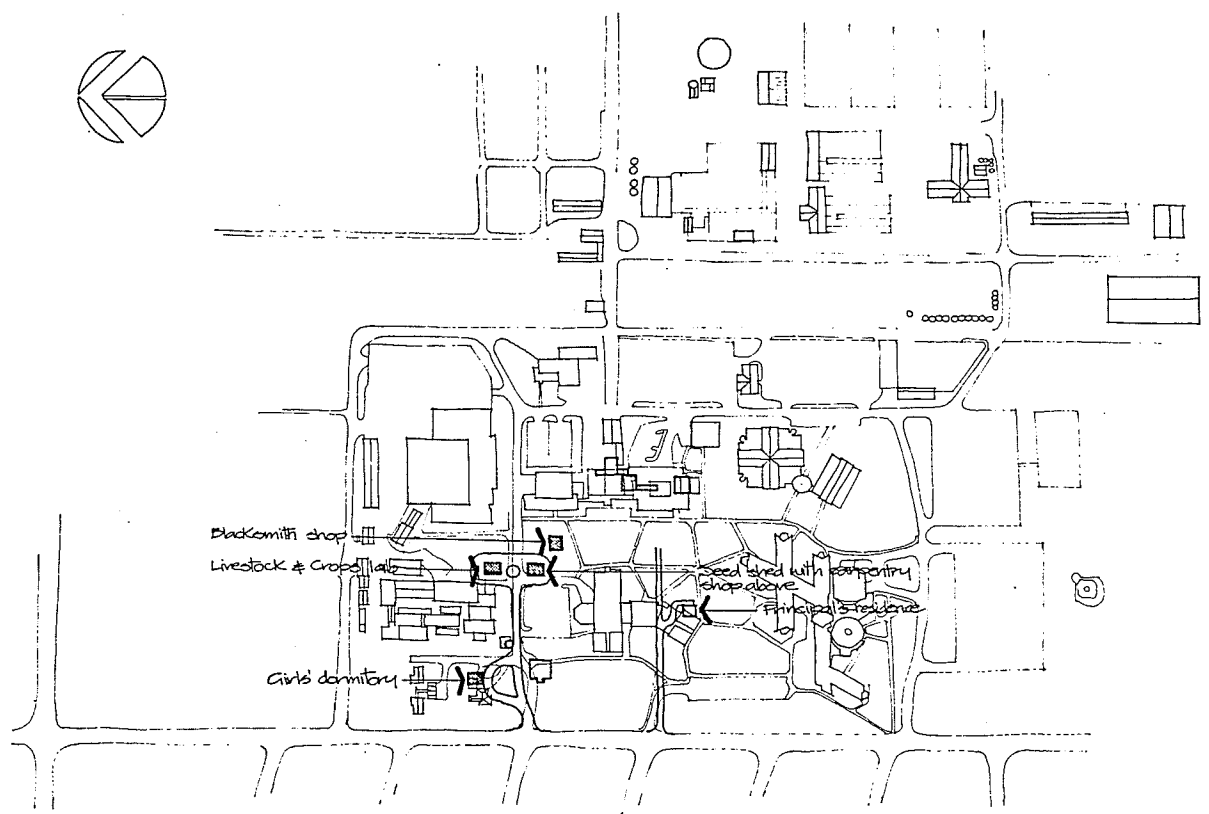 Blacksmith shop
Livestock & Crops lab
Seed shed with carpentry
shop above
Principal's residence
Girls' dormitory